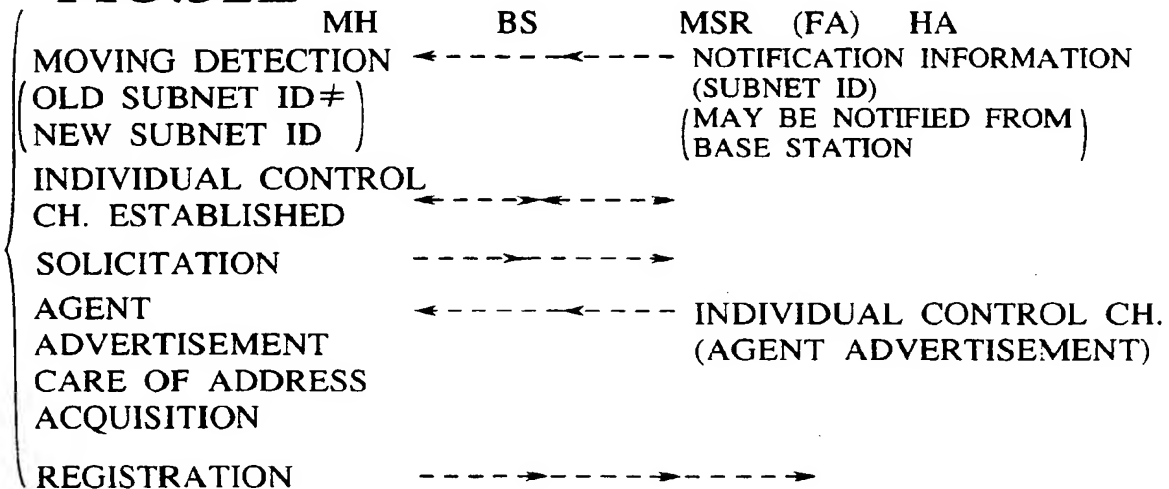 MH BS MSR (FA) HA
MOVING DETECTION
(OLD SUBNET ID≠
NEW SUBNET ID)
NOTIFICATION INFORMATION
(SUBNET ID)
(MAY BE NOTIFIED FROM
BASE STATION)
INDIVIDUAL CONTROL
CH. ESTABLISHED
SOLICITATION
AGENT
ADVERTISEMENT
CARE OF ADDRESS
ACQUISITION
INDIVIDUAL CONTROL CH.
(AGENT ADVERTISEMENT)
REGISTRATION